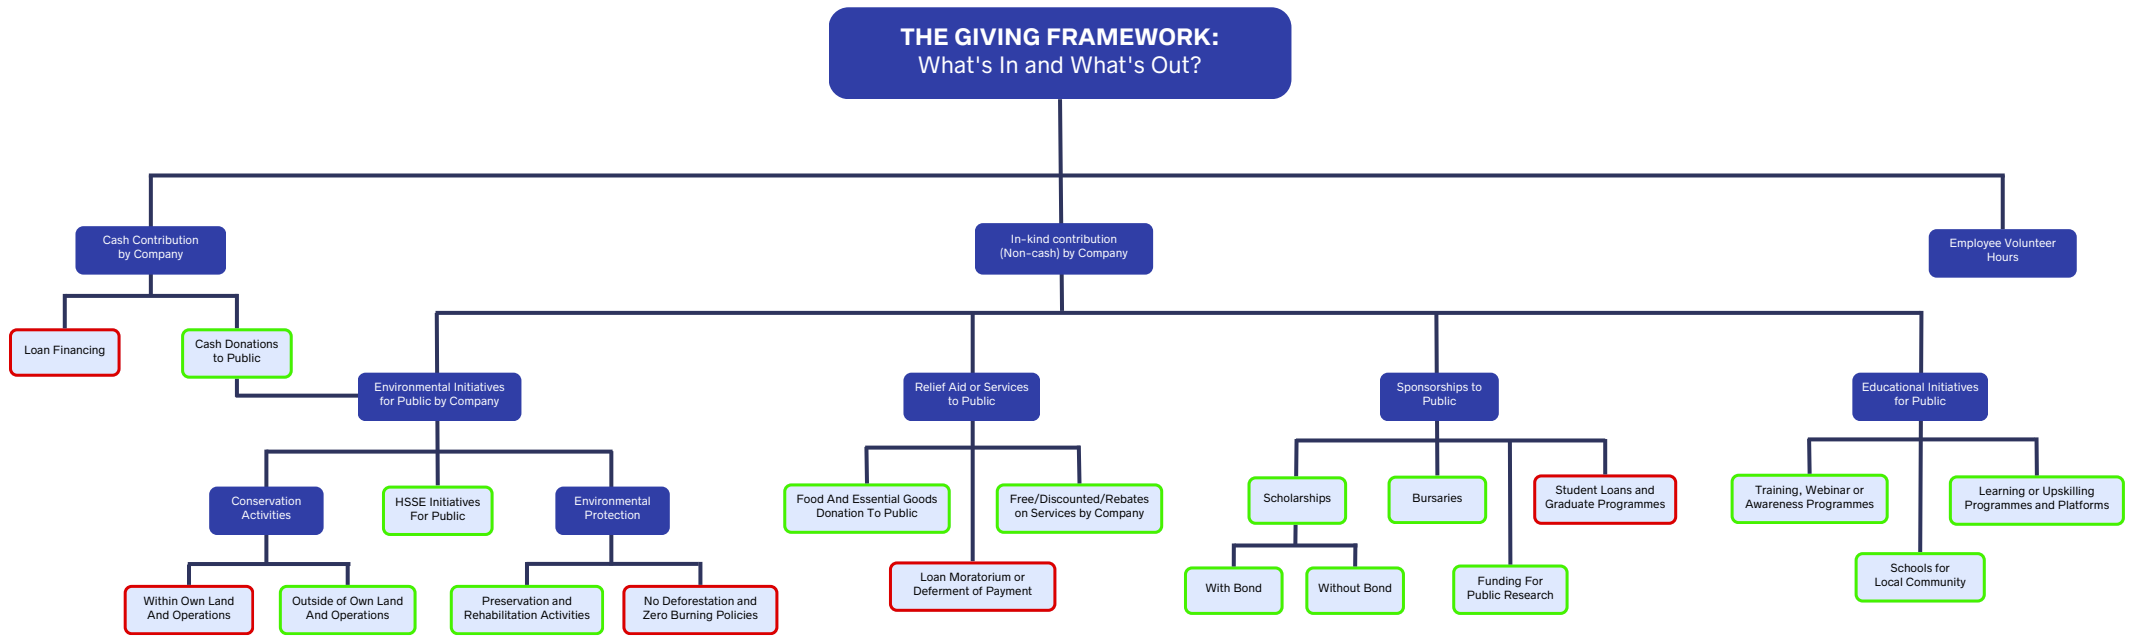 THE GIVING FRAMEWORK:
What's In and What's Out?
Cash Contribution
by Company
In-kind contribution
(Non-cash) by Company
Employee Volunteer
Hours
Loan Financing
Cash Donations
to Public
Environmental Initiatives
for Public by Company
Relief Aid or Services
to Public
Sponsorships to
Public
Educational Initiatives
for Public
Conservation
Activities
HSSE Initiatives
For Public
Environmental
Protection
Food And Essential Goods
Donation To Public
Free/Discounted/Rebates
on Services by Company
Scholarships
Bursaries
Student Loans and
Graduate Programmes
Training, Webinar or
Awareness Programmes
Learning or Upskilling
Programmes and Platforms
Within Own Land
And Operations
Outside of Own Land
And Operations
Preservation and
Rehabilitation Activities
No Deforestation and
Zero Burning Policies
Loan Moratorium or
Deferment of Payment
With Bond
Without Bond
Funding For
Public Research
Schools for
Local Community